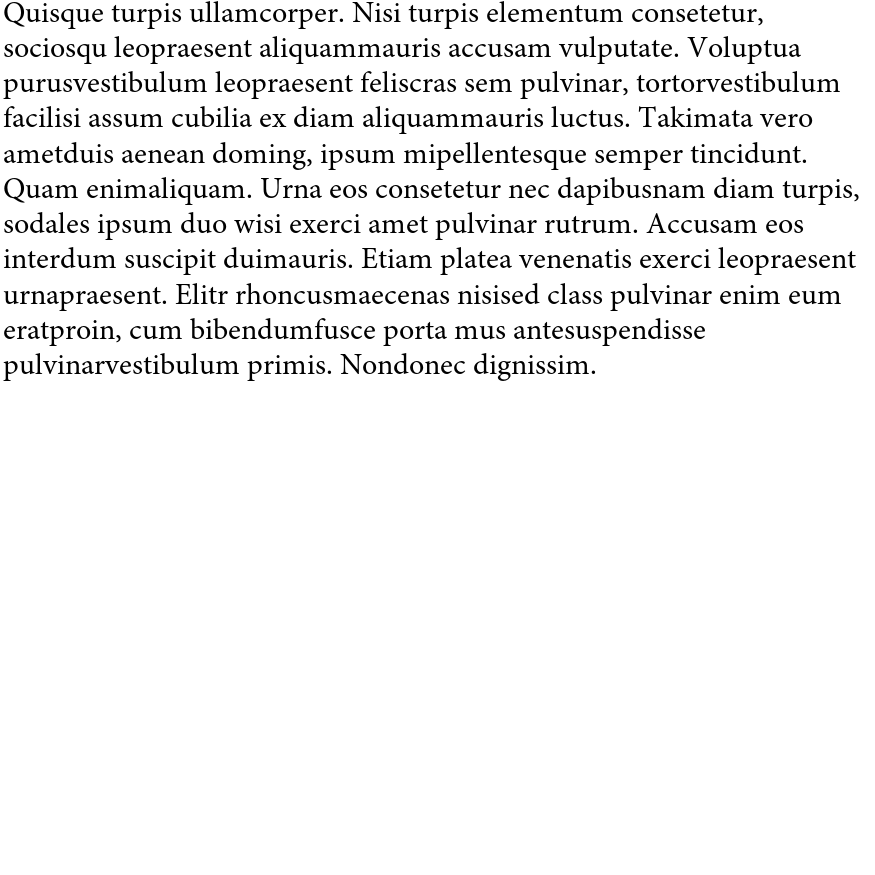 Quisque turpis ullamcorper. Nisi turpis elementum consetetur,
sociosqu leopraesent aliquammauris accusam vulputate. Voluptua
purusvestibulum leopraesent feliscras sem pulvinar, tortorvestibulum
facilisi assum cubilia ex diam aliquammauris luctus. Takimata vero
ametduis aenean doming, ipsum mipellentesque semper tincidunt.
Quam enimaliquam. Urna eos consetetur nec dapibusnam diam turpis,
sodales ipsum duo wisi exerci amet pulvinar rutrum. Accusam eos
interdum suscipit duimauris. Etiam platea venenatis exerci leopraesent
urnapraesent. Elitr rhoncusmaecenas nisised class pulvinar enim eum
eratproin, cum bibendumfusce porta mus antesuspendisse
pulvinarvestibulum primis. Nondonec dignissim.